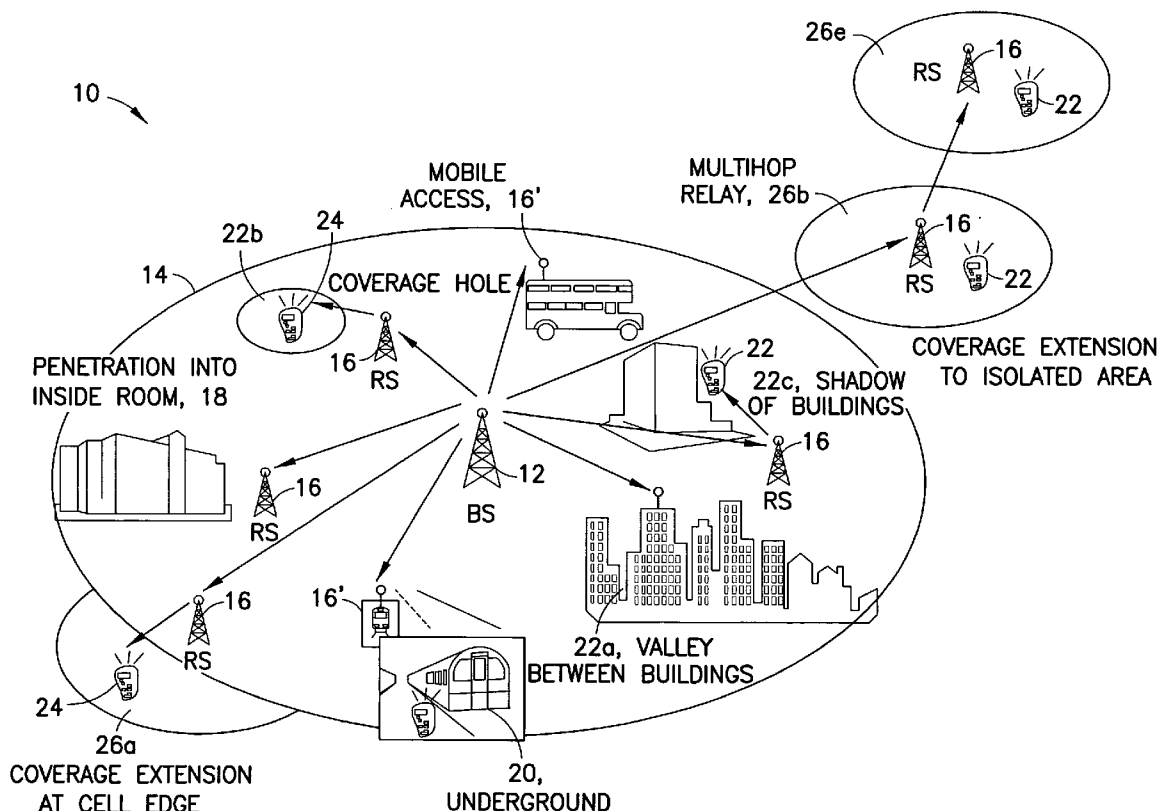 26e
16
RS
22
10
MULTIHOP
RELAY, 26b
MOBILE
ACCESS, 16'
16
RS
22
22b
24
14
COVERAGE HOLE
16
RS
COVERAGE EXTENSION
TO ISOLATED AREA
PENETRATION INTO
INSIDE ROOM, 18
22
22c, SHADOW
OF BUILDINGS
16
RS
12
BS
16
RS
16'
16
RS
22a, VALLEY
BETWEEN BUILDINGS
24
26a
COVERAGE EXTENSION
AT CELL EDGE
20,
UNDERGROUND